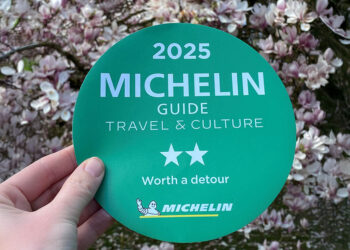 2025
MICHELIN
GUIDE
TRAVEL & CULTURE
Worth a detour
MICHELIN